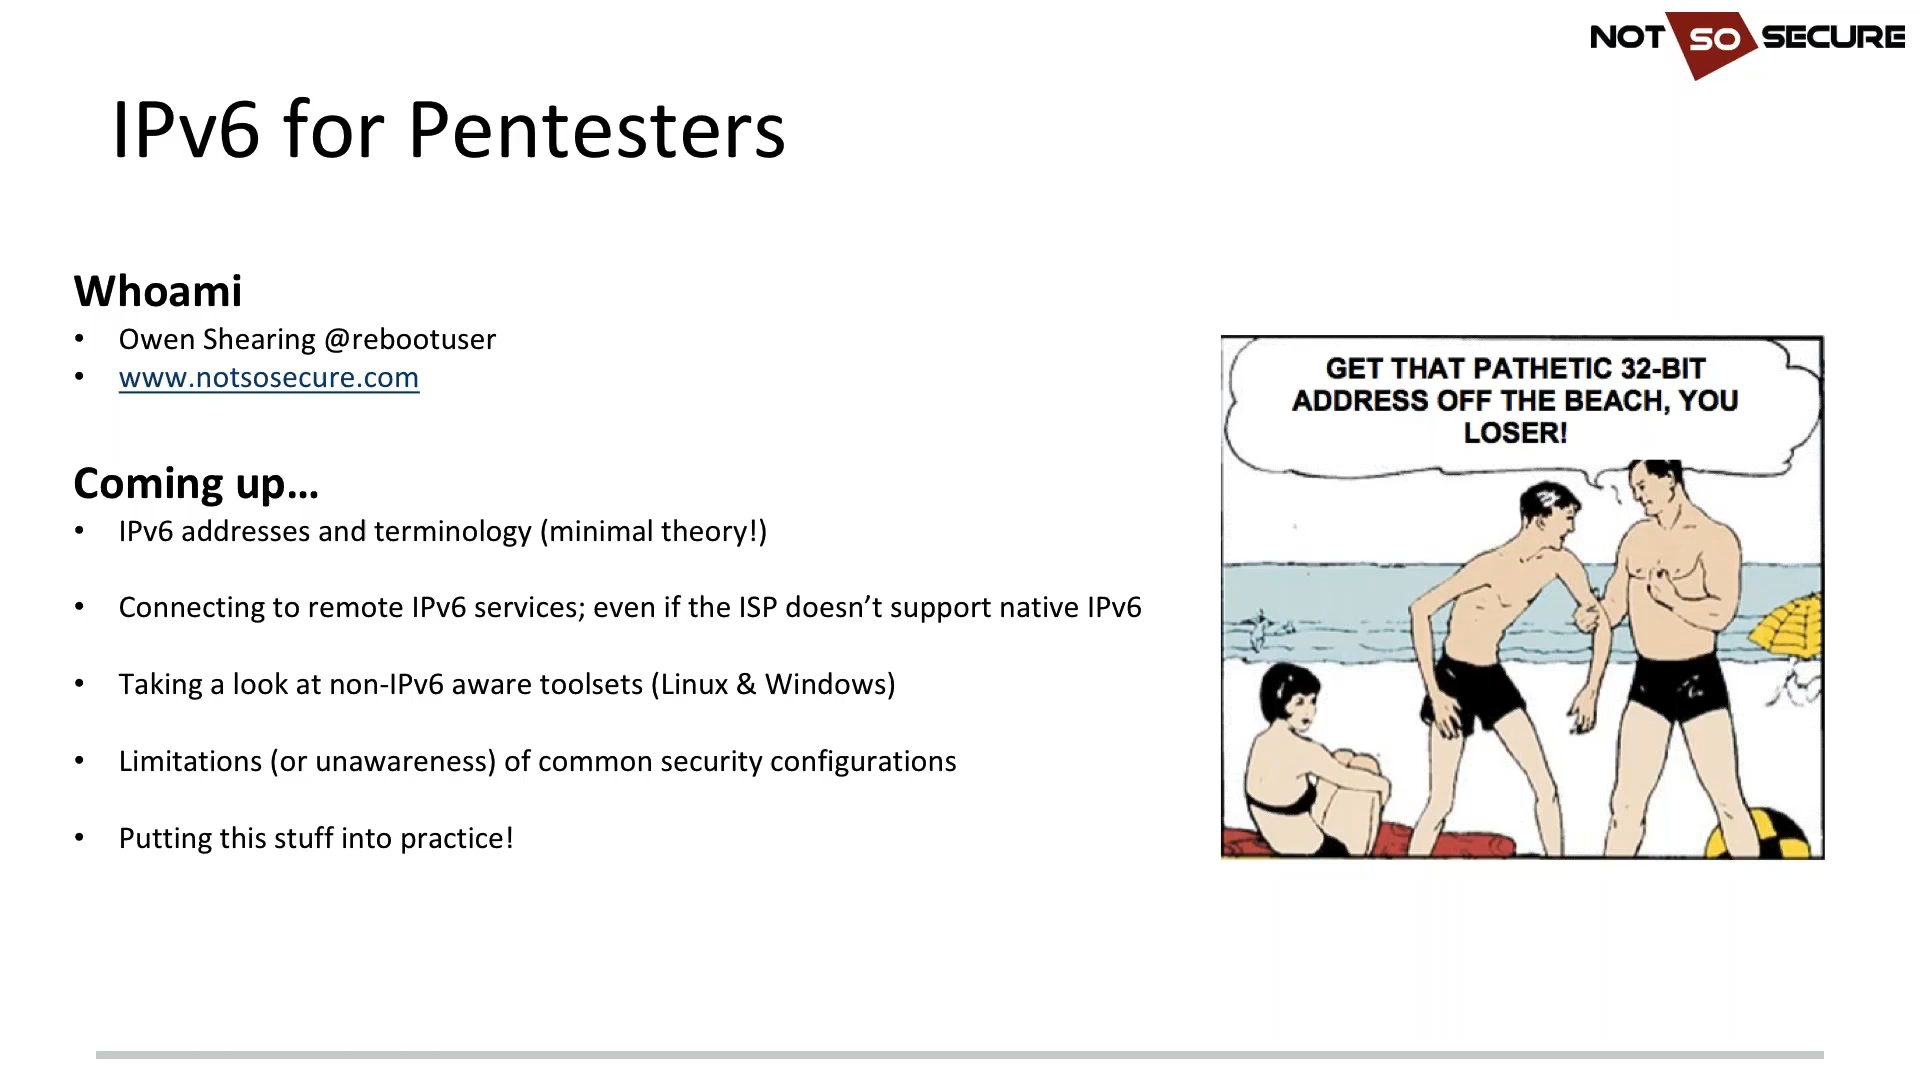 NOT SO SECURE
IPv6 for Pentesters
Whoami
• Owen Shearing @rebootuser
• www.notsosecure.com
Coming up…
• IPv6 addresses and terminology (minimal theory!)
• Connecting to remote IPv6 services; even if the ISP doesn’t support native IPv6
• Taking a look at non-IPv6 aware toolsets (Linux & Windows)
• Limitations (or unawareness) of common security configurations
• Putting this stuff into practice!
GET THAT PATHETIC 32-BIT
ADDRESS OFF THE BEACH, YOU
LOSER!